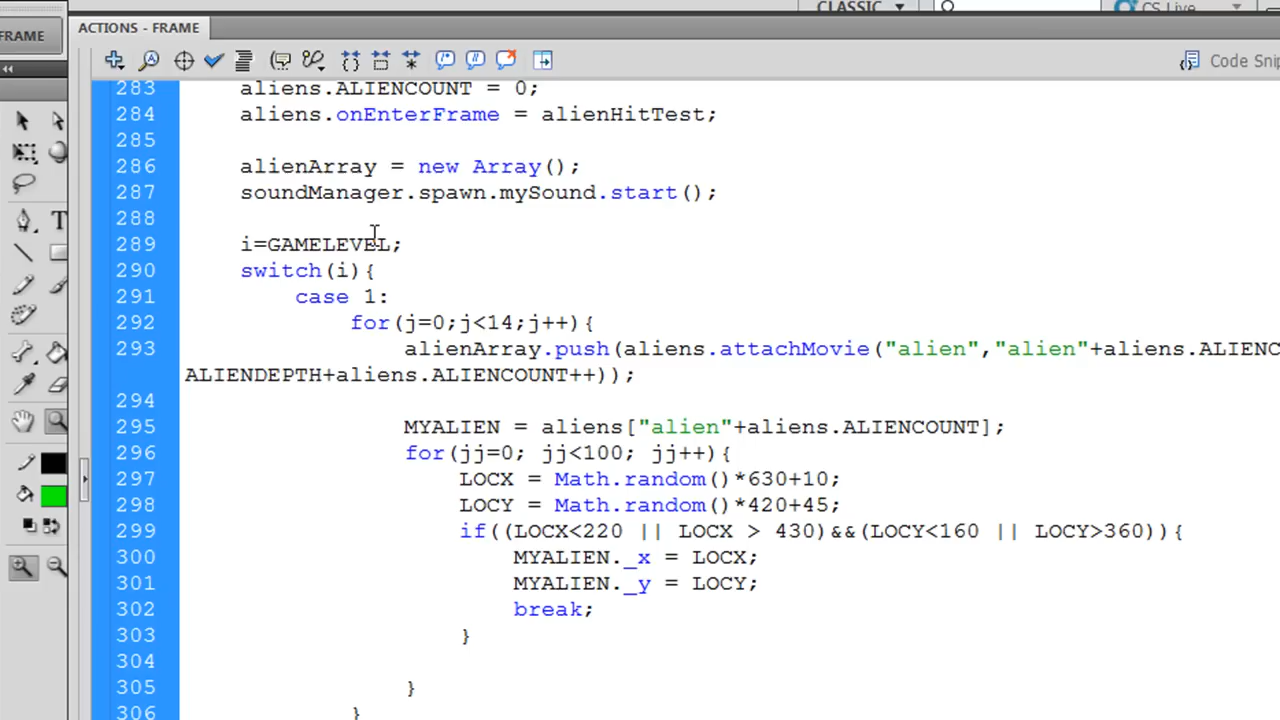 CLASSIC
CS Live
FRAME
ACTIONS - FRAME
Code Snip
283 aliens.ALIENCOUNT = 0;
284 aliens.onEnterFrame = alienHitTest;
285
286 alienArray = new Array();
287 soundManager.spawn.mySound.start();
288
289 i=GAMELEVEL;
290 switch(i){
291 case 1:
292 for(j=0;j<14;j++){
293 alienArray.push(aliens.attachMovie("alien","alien"+aliens.ALIENC
ALIENDEPTH+aliens.ALIENCOUNT++));
294
295 MYALIEN = aliens["alien"+aliens.ALIENCOUNT];
296 for(jj=0; jj<100; jj++){
297 LOCX = Math.random()*630+10;
298 LOCY = Math.random()*420+45;
299 if((LOCX<220 || LOCX > 430)&&(LOCY<160 || LOCY>360)){
300 MYALIEN._x = LOCX;
301 MYALIEN._y = LOCY;
302 break;
303 }
304
305 }
306 }